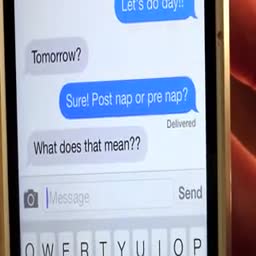 Let's do day!!
Tomorrow?
Sure! Post nap or pre nap?
Delivered
What does that mean??
Message
Send
Q W E R T Y U I O P